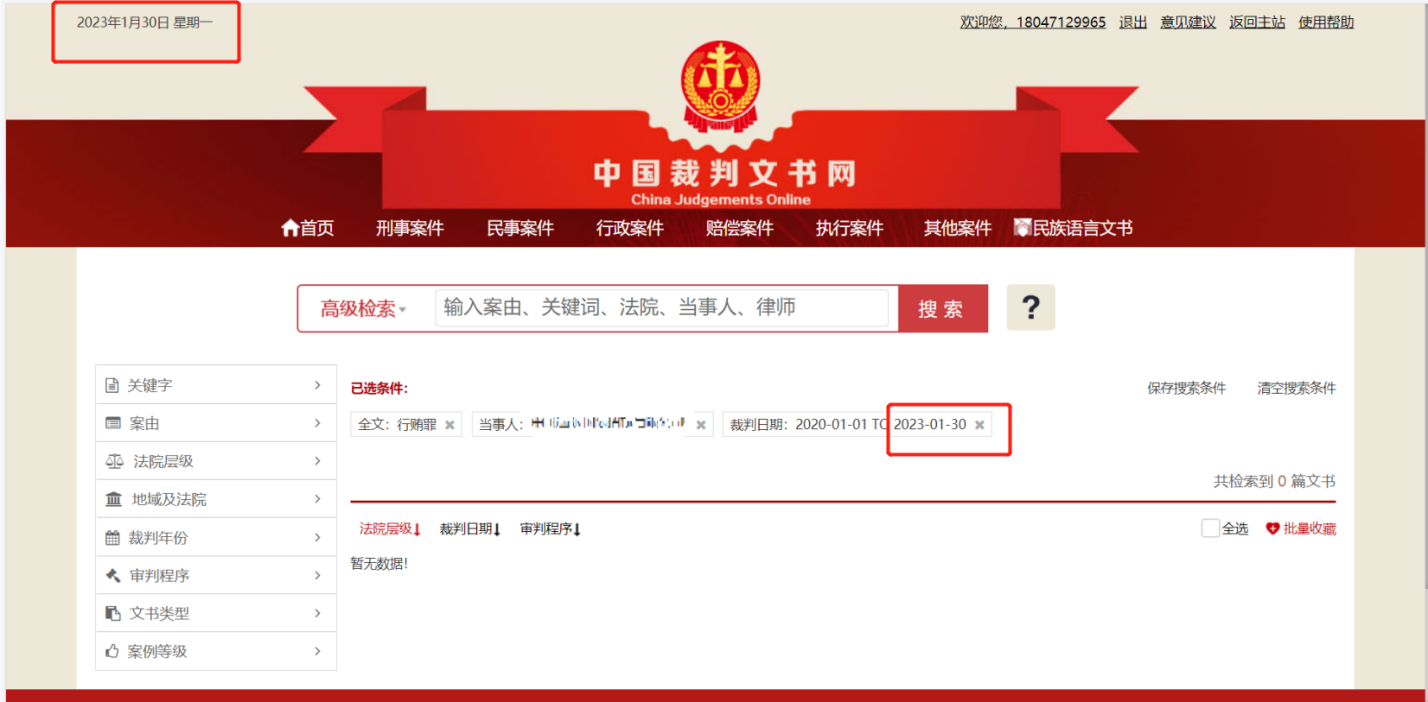 2023年1月30日 星期一
欢迎您，18047129965 退出 意见建议 返回主站 使用帮助
中国裁判文书网
China Judgements Online
首页 刑事案件 民事案件 行政案件 赔偿案件 执行案件 其他案件 民族语言文书
高级检索 输入案由、关键词、法院、当事人、律师 搜索 ?
关键字
案由
法院层级
地域及法院
裁判年份
审判程序
文书类型
案例等级
已选条件: 保存搜索条件 清空搜索条件
全文：行贿罪 × 当事人： × 裁判日期：2020-01-01 TO 2023-01-30 ×
共检索到 0 篇文书
法院层级 裁判日期 审判程序 全选 批量收藏
暂无数据!